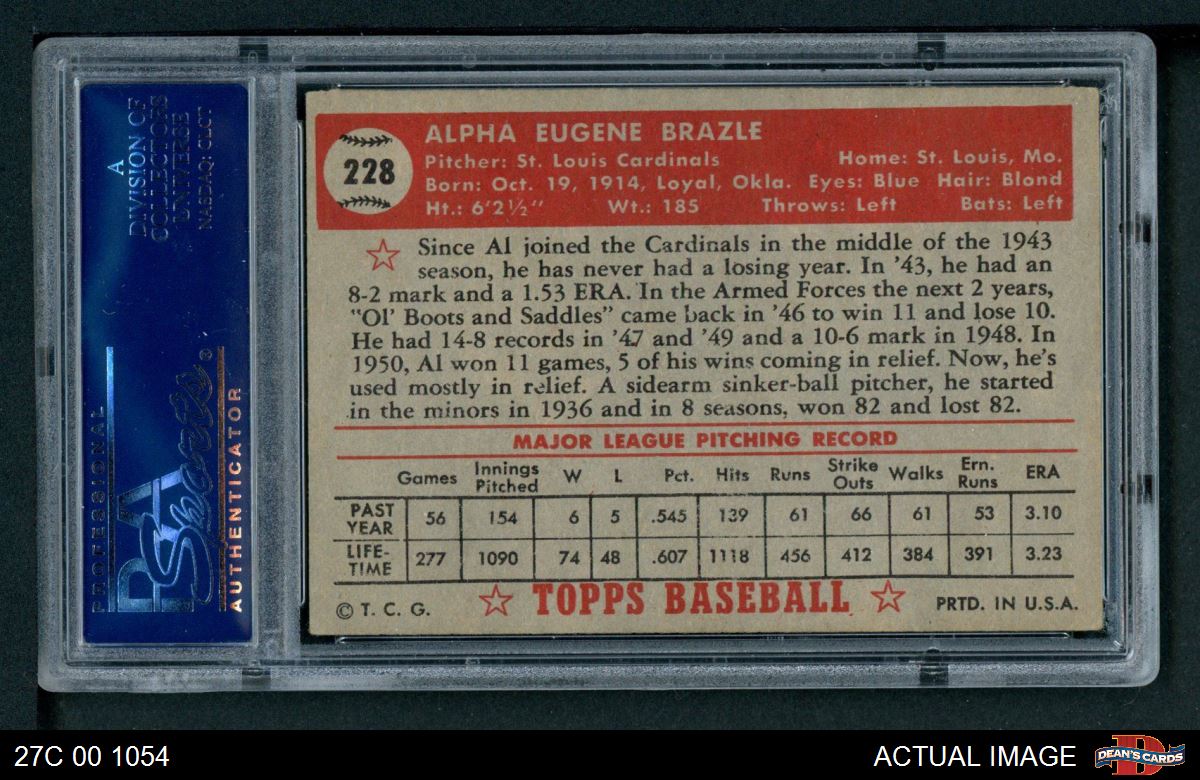 A
DIVISION OF
COLLECTORS
UNIVERSE
NASDAQ: CLCT
PROFESSIONAL
PSA
Sports®
AUTHENTICATOR
228
ALPHA EUGENE BRAZLE
Pitcher: St. Louis Cardinals Home: St. Louis, Mo.
Born: Oct. 19, 1914, Loyal, Okla. Eyes: Blue Hair: Blond
Ht.: 6'2½" Wt.: 185 Throws: Left Bats: Left
Since Al joined the Cardinals in the middle of the 1943
season, he has never had a losing year. In '43, he had an
8-2 mark and a 1.53 ERA. In the Armed Forces the next 2 years,
"Ol' Boots and Saddles" came back in '46 to win 11 and lose 10.
He had 14-8 records in '47 and '49 and a 10-6 mark in 1948. In
1950, Al won 11 games, 5 of his wins coming in relief. Now, he's
used mostly in relief. A sidearm sinker-ball pitcher, he started
in the minors in 1936 and in 8 seasons, won 82 and lost 82.
MAJOR LEAGUE PITCHING RECORD
Games Innings Pitched W L Pct. Hits Runs Strike Outs Walks Ern. Runs ERA
PAST YEAR 56 154 6 5 .545 139 61 66 61 53 3.10
LIFE-TIME 277 1090 74 48 .607 1118 456 412 384 391 3.23
© T. C. G. TOPPS BASEBALL PRTD. IN U.S.A.
27C 00 1054 ACTUAL IMAGE DEAN'S CARDS